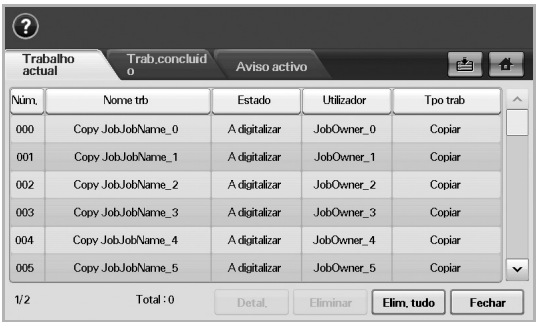 ?
Trabalho actual
Trab.concluído
Aviso activo
Núm. Nome trb Estado Utilizador Tpo trab
000 Copy JobJobName_0 A digitalizar JobOwner_0 Copiar
001 Copy JobJobName_1 A digitalizar JobOwner_1 Copiar
002 Copy JobJobName_2 A digitalizar JobOwner_2 Copiar
003 Copy JobJobName_3 A digitalizar JobOwner_3 Copiar
004 Copy JobJobName_4 A digitalizar JobOwner_4 Copiar
005 Copy JobJobName_5 A digitalizar JobOwner_5 Copiar
1/2 Total : 0 Detal. Eliminar Elim. tudo Fechar